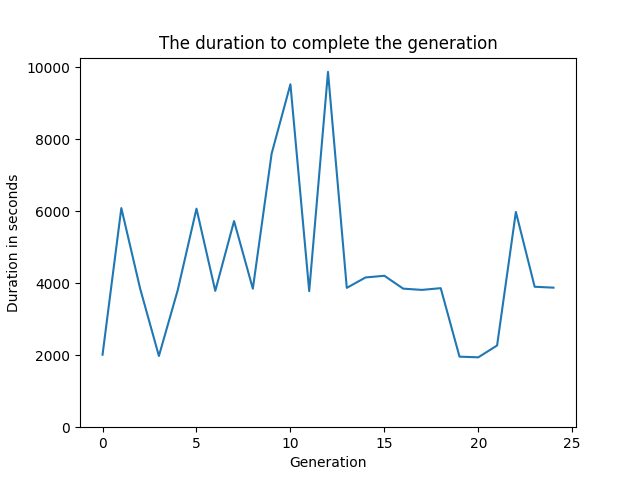 The duration to complete the generation
10000
8000
6000
4000
2000
0
Duration in seconds
0 5 10 15 20 25
Generation